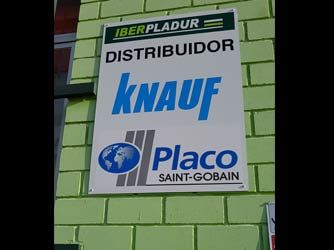 IBERPLADUR
DISTRIBUIDOR
KNAUF
Placo
SAINT-GOBAIN